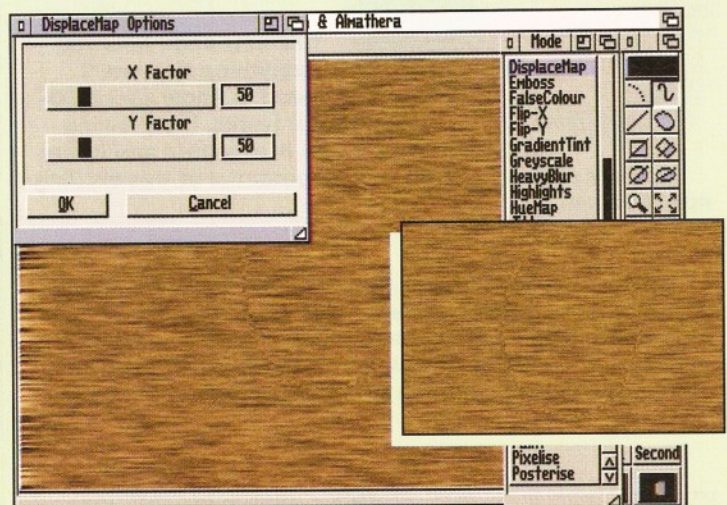 DisplaceMap Options
& Almathera
X Factor
50
Y Factor
50
OK
Cancel
Mode
DisplaceMap
Emboss
FalseColour
Flip-X
Flip-Y
GradientTint
Greyscale
HeavyBlur
Highlights
HueMap
Pixelise
Posterise
Second